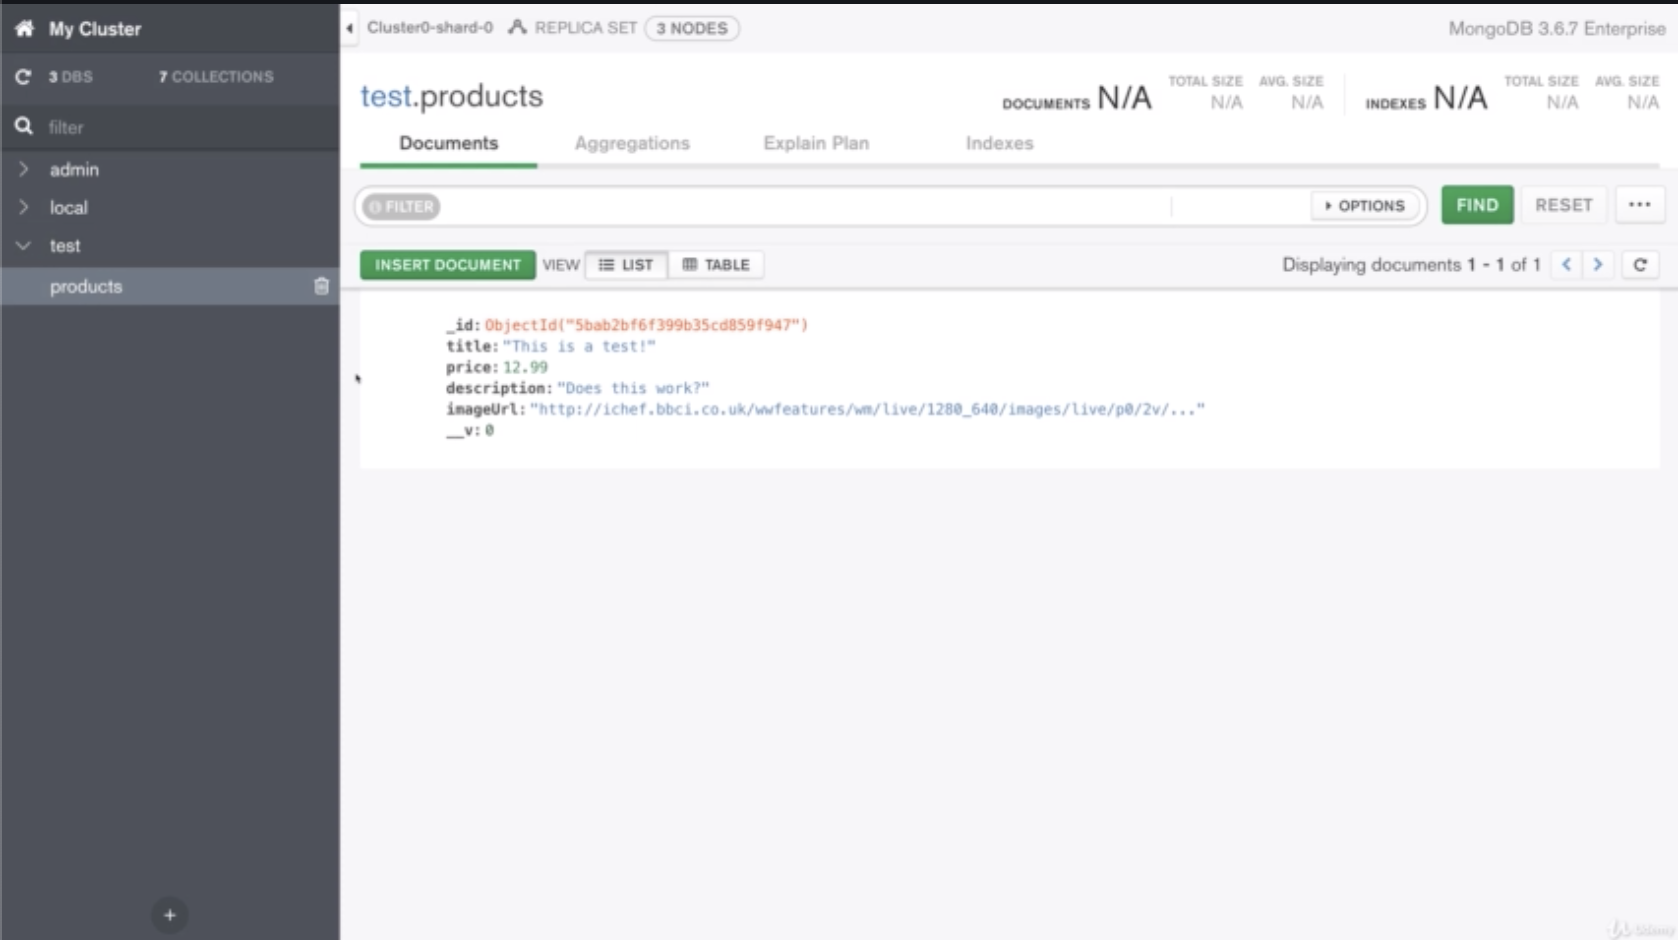 My Cluster
3 DBS 7 COLLECTIONS
filter
admin
local
test
products
Cluster0-shard-0 REPLICA SET 3 NODES MongoDB 3.6.7 Enterprise
test.products
DOCUMENTS N/A TOTAL SIZE N/A AVG. SIZE N/A INDEXES N/A TOTAL SIZE N/A AVG. SIZE N/A
Documents Aggregations Explain Plan Indexes
FILTER OPTIONS FIND RESET ...
INSERT DOCUMENT VIEW LIST TABLE Displaying documents 1 - 1 of 1
_id: ObjectId("5bab2bf6f399b35cd859f947")
title: "This is a test!"
price: 12.99
description: "Does this work?"
imageUrl: "http://ichef.bbci.co.uk/wwfeatures/wm/live/1280_640/images/live/p0/2v/..."
__v: 0
Udemy